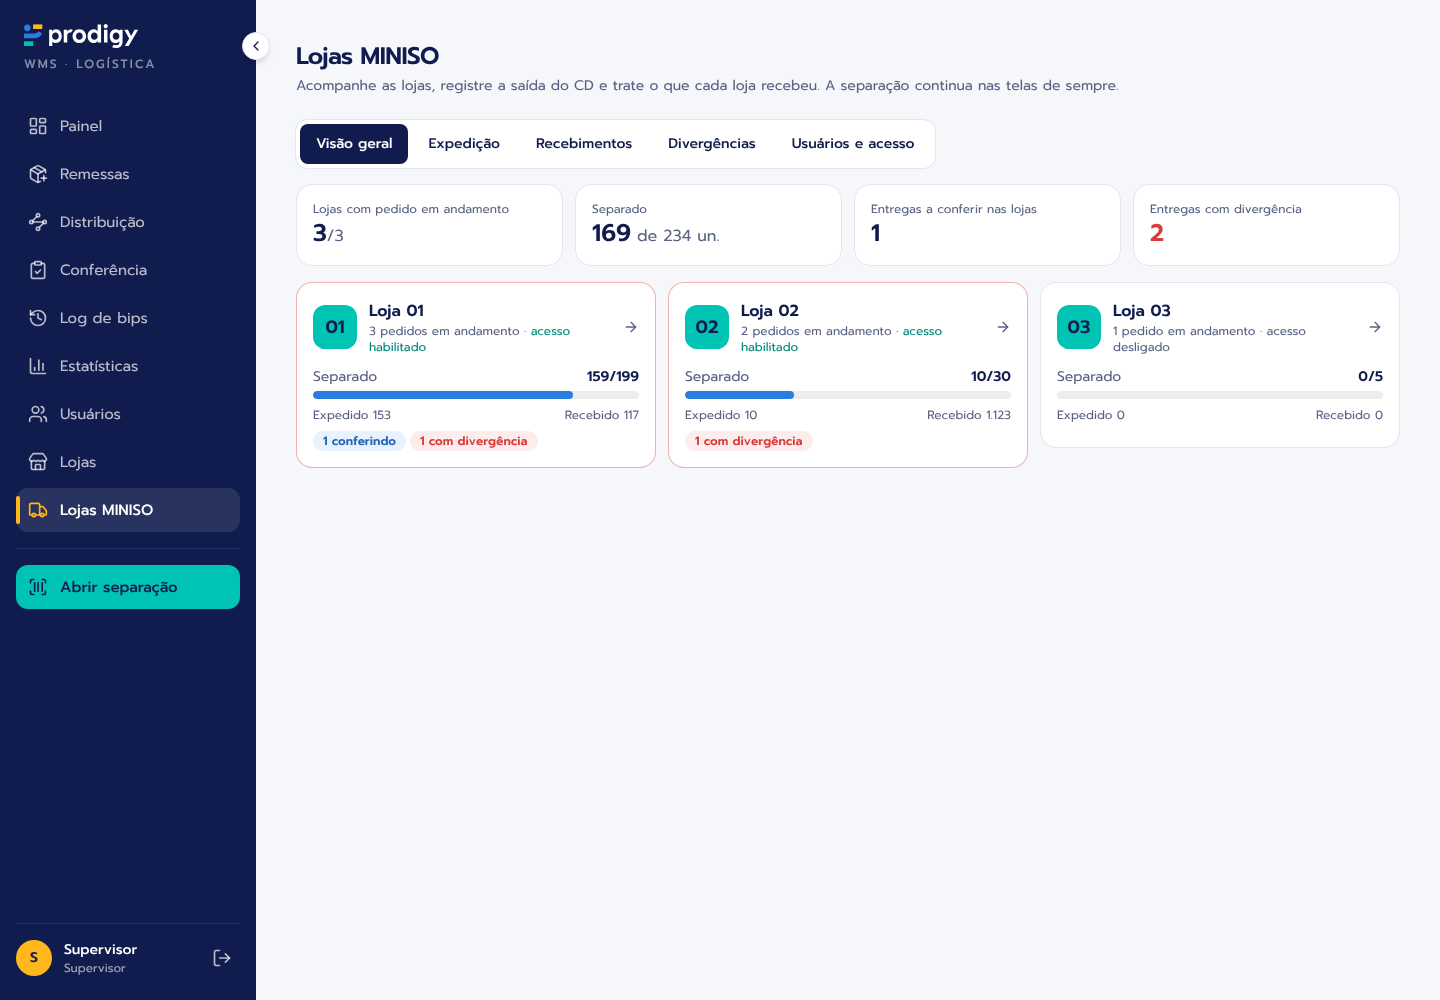 prodigy
WMS · LOGÍSTICA
Painel
Remessas
Distribuição
Conferência
Log de bips
Estatísticas
Usuários
Lojas
Lojas MINISO
Abrir separação
S
Supervisor
Supervisor
Lojas MINISO
Acompanhe as lojas, registre a saída do CD e trate o que cada loja recebeu. A separação continua nas telas de sempre.
Visão geral
Expedição
Recebimentos
Divergências
Usuários e acesso
Lojas com pedido em andamento
3/3
Separado
169 de 234 un.
Entregas a conferir nas lojas
1
Entregas com divergência
2
01
Loja 01
3 pedidos em andamento · acesso
habilitado
Separado 159/199
Expedido 153 Recebido 117
1 conferindo 1 com divergência
02
Loja 02
2 pedidos em andamento · acesso
habilitado
Separado 10/30
Expedido 10 Recebido 1.123
1 com divergência
03
Loja 03
1 pedido em andamento · acesso
desligado
Separado 0/5
Expedido 0 Recebido 0